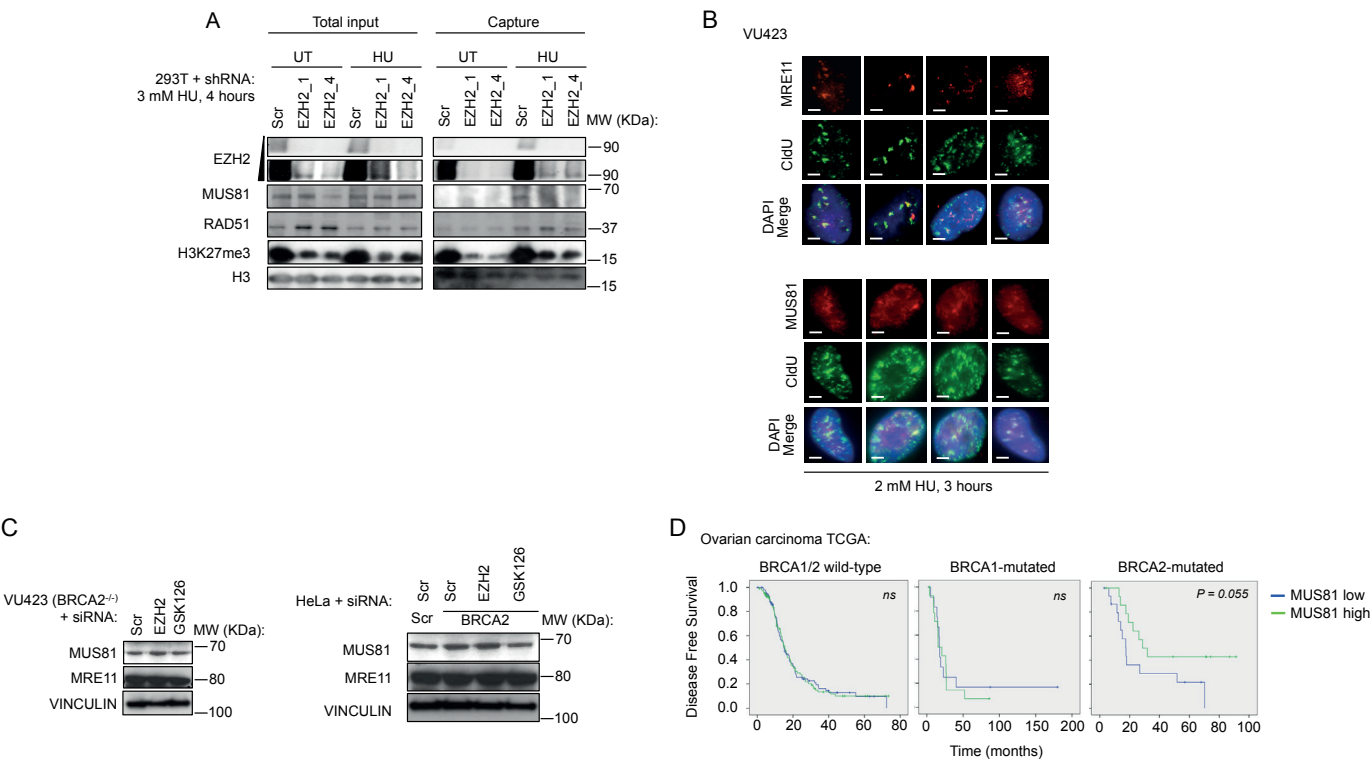 A
Total input
Capture
UT
HU
UT
HU
293T + shRNA:
3 mM HU, 4 hours
Scr
EZH2_1
EZH2_4
Scr
EZH2_1
EZH2_4
Scr
EZH2_1
EZH2_4
Scr
EZH2_1
EZH2_4
MW (KDa):
EZH2
—90
—90
MUS81
—70
RAD51
—37
H3K27me3
—15
H3
—15
B
VU423
MRE11
CldU
DAPI
Merge
MUS81
CldU
DAPI
Merge
2 mM HU, 3 hours
C
VU423 (BRCA2-/-)
+ siRNA:
Scr
EZH2
GSK126
MW (KDa):
MUS81
—70
MRE11
—80
VINCULIN
—100
HeLa + siRNA:
Scr
Scr
EZH2
GSK126
Scr
BRCA2
MW (KDa):
MUS81
—70
MRE11
—80
VINCULIN
—100
D
Ovarian carcinoma TCGA:
BRCA1/2 wild-type
BRCA1-mutated
BRCA2-mutated
ns
ns
P = 0.055
MUS81 low
MUS81 high
Disease Free Survival
1.0
0.8
0.6
0.4
0.2
0.0
0 20 40 60 80
0 50 100 150 200
0 20 40 60 80 100
Time (months)